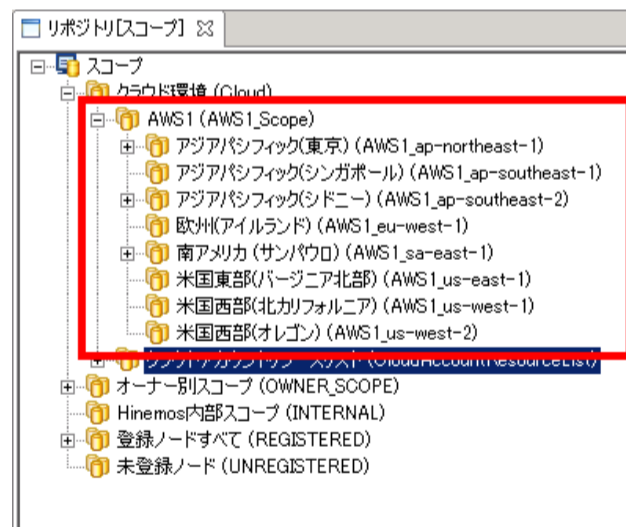 リポジトリ[スコープ]
スコープ
クラウド環境 (Cloud)
AWS1 (AWS1_Scope)
アジアパシフィック(東京) (AWS1_ap-northeast-1)
アジアパシフィック(シンガポール) (AWS1_ap-southeast-1)
アジアパシフィック(シドニー) (AWS1_ap-southeast-2)
欧州(アイルランド) (AWS1_eu-west-1)
南アメリカ (サンパウロ) (AWS1_sa-east-1)
米国東部(バージニア北部) (AWS1_us-east-1)
米国西部(北カリフォルニア) (AWS1_us-west-1)
米国西部(オレゴン) (AWS1_us-west-2)
(CloudAccountResourceList)
オーナー別スコープ (OWNER_SCOPE)
Hinemos内部スコープ (INTERNAL)
登録ノードすべて (REGISTERED)
未登録ノード (UNREGISTERED)